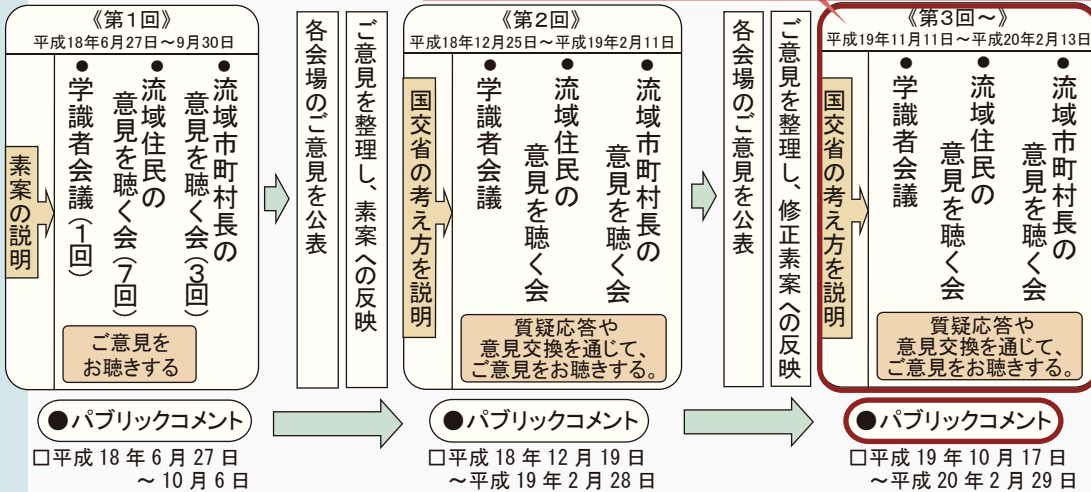 《第1回》
平成18年6月27日～9月30日
素案の説明
●流域市町村長の
意見を聴く会(3回)
●流域住民の
意見を聴く会(7回)
●学識者会議(1回)
ご意見を
お聴きする
●パブリックコメント
□平成18年6月27日
～10月6日
ご意見を整理し、素案への反映
各会場のご意見を公表
《第2回》
平成18年12月25日～平成19年2月11日
国交省の考え方を説明
●流域市町村長の
意見を聴く会
●流域住民の
意見を聴く会
●学識者会議
質疑応答や
意見交換を通じて、
ご意見をお聴きする。
●パブリックコメント
□平成18年12月19日
～平成19年2月28日
ご意見を整理し、修正素案への反映
各会場のご意見を公表
《第3回～》
平成19年11月11日～平成20年2月13日
国交省の考え方を説明
●流域市町村長の
意見を聴く会
●流域住民の
意見を聴く会
●学識者会議
質疑応答や
意見交換を通じて、
ご意見をお聴きする。
●パブリックコメント
□平成19年10月17日
～平成20年2月29日